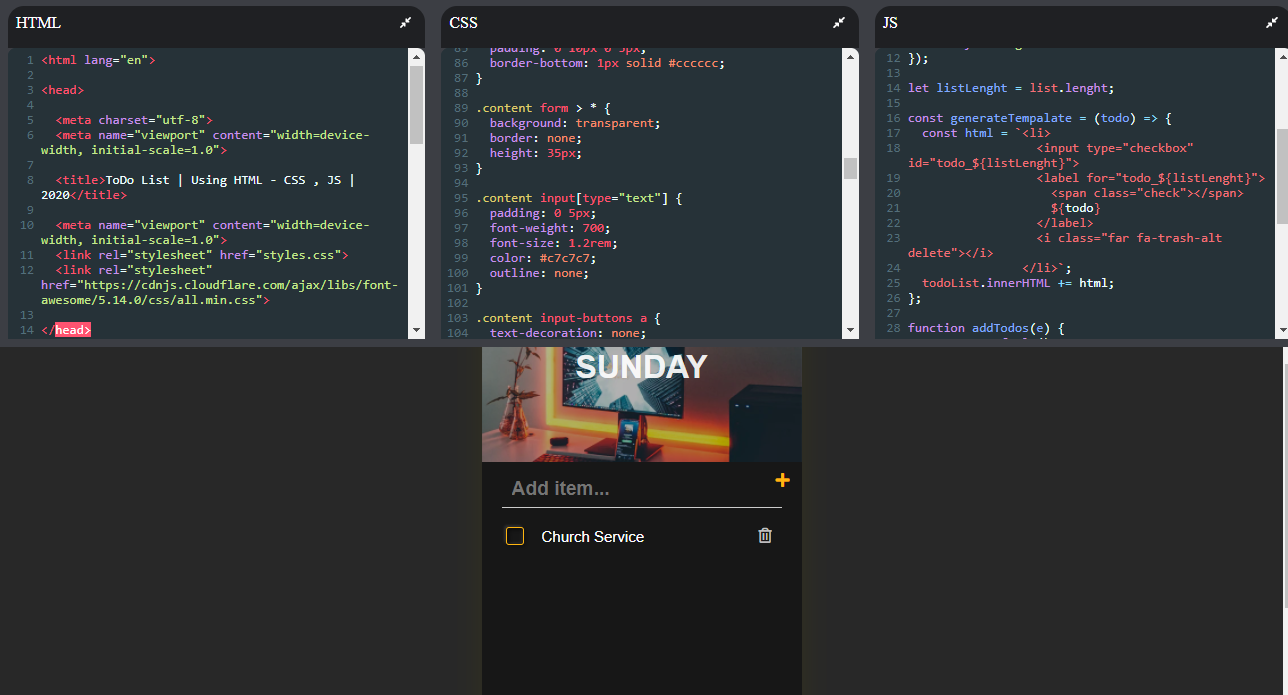 HTML
1 <html lang="en">
2
3 <head>
4
5 <meta charset="utf-8">
6 <meta name="viewport" content="width=device-
width, initial-scale=1.0">
7
8 <title>ToDo List | Using HTML - CSS , JS |
2020</title>
9
10 <meta name="viewport" content="width=device-
width, initial-scale=1.0">
11 <link rel="stylesheet" href="styles.css">
12 <link rel="stylesheet"
href="https://cdnjs.cloudflare.com/ajax/libs/font-
awesome/5.14.0/css/all.min.css">
13
14 </head>
CSS
85 padding: 0 10px 0 5px;
86 border-bottom: 1px solid #cccccc;
87 }
88
89 .content form > * {
90 background: transparent;
91 border: none;
92 height: 35px;
93 }
94
95 .content input[type="text"] {
96 padding: 0 5px;
97 font-weight: 700;
98 font-size: 1.2rem;
99 color: #c7c7c7;
100 outline: none;
101 }
102
103 .content input-buttons a {
104 text-decoration: none;
JS
12 });
13
14 let listLenght = list.lenght;
15
16 const generateTempalate = (todo) => {
17 const html = `<li>
18 <input type="checkbox"
id="todo_${listLenght}">
19 <label for="todo_${listLenght}">
20 <span class="check"></span>
21 ${todo}
22 </label>
23 <i class="far fa-trash-alt
delete"></i>
24 </li>`;
25 todoList.innerHTML += html;
26 };
27
28 function addTodos(e) {
SUNDAY
Add item...
Church Service